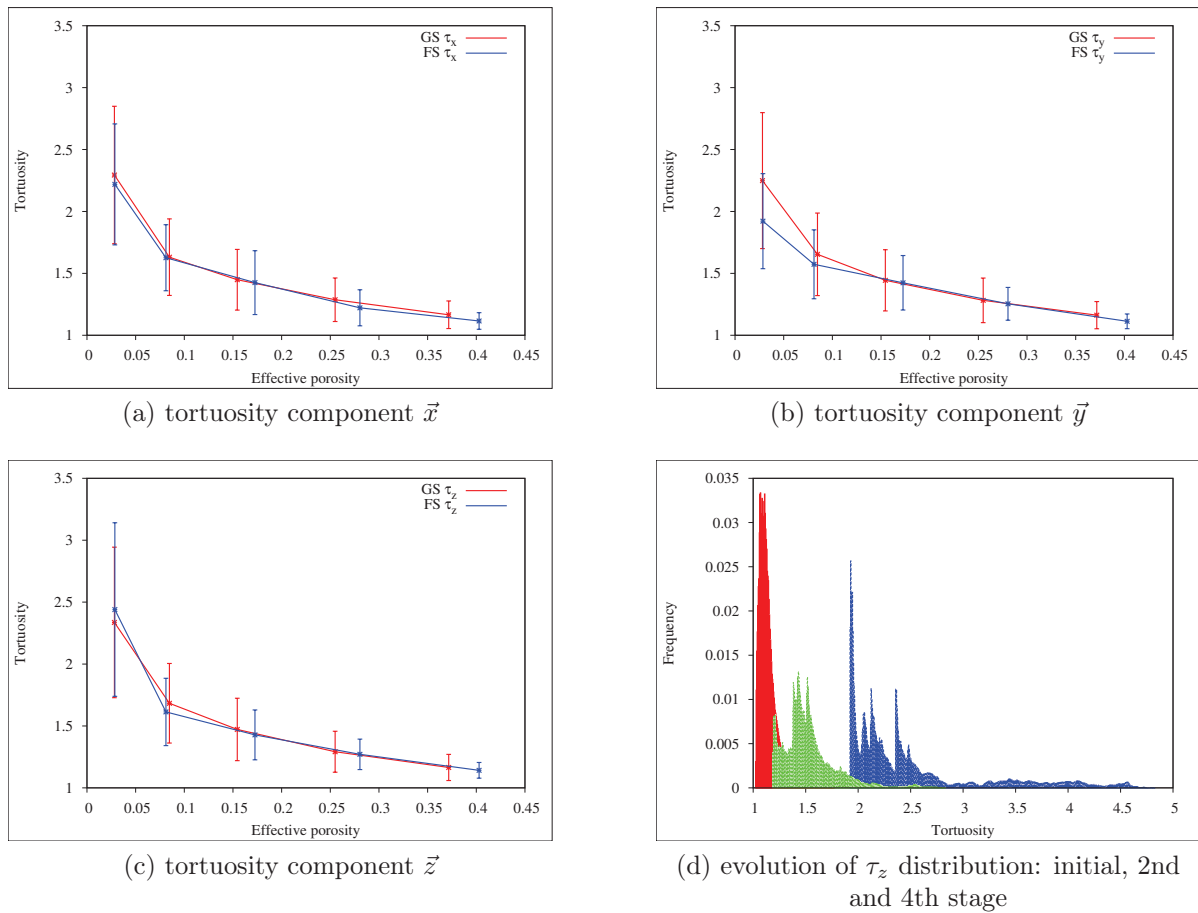 3.5
3
2.5
2
1.5
1
0 0.05 0.1 0.15 0.2 0.25 0.3 0.35 0.4 0.45
Tortuosity
Effective porosity
GS τx
FS τx
(a) tortuosity component x⃗
3.5
3
2.5
2
1.5
1
0 0.05 0.1 0.15 0.2 0.25 0.3 0.35 0.4 0.45
Tortuosity
Effective porosity
GS τy
FS τy
(b) tortuosity component y⃗
3.5
3
2.5
2
1.5
1
0 0.05 0.1 0.15 0.2 0.25 0.3 0.35 0.4 0.45
Tortuosity
Effective porosity
GS τz
FS τz
(c) tortuosity component z⃗
0.035
0.03
0.025
0.02
0.015
0.01
0.005
0
1 1.5 2 2.5 3 3.5 4 4.5 5
Frequency
Tortuosity
(d) evolution of τz distribution: initial, 2nd
and 4th stage